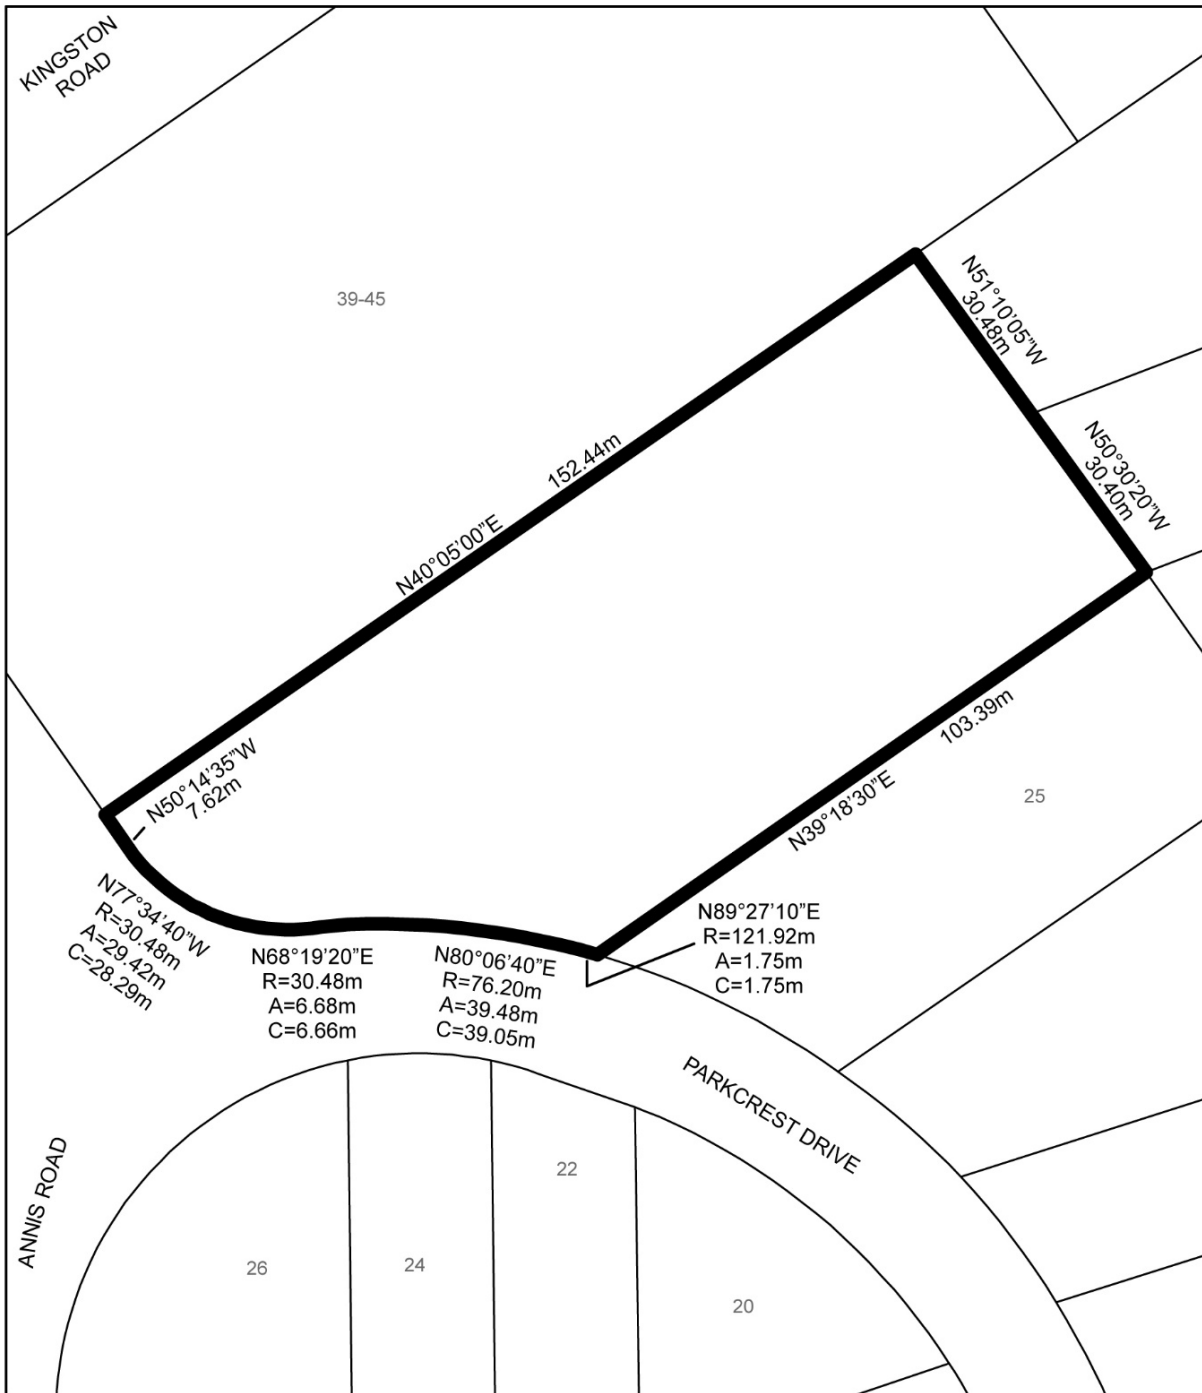 KINGSTON
ROAD
39-45
N51°10’05”W
30.48m
N50°30’20”W
30.40m
152.44m
N40°05’00”E
103.39m
N39°18’30”E
25
N50°14’35”W
7.62m
N77°34’40”W
R=30.48m
A=29.42m
C=28.29m
N68°19’20”E
R=30.48m
A=6.68m
C=6.66m
N80°06’40”E
R=76.20m
A=39.48m
C=39.05m
N89°27’10”E
R=121.92m
A=1.75m
C=1.75m
PARKCREST DRIVE
ANNIS ROAD
26
24
22
20